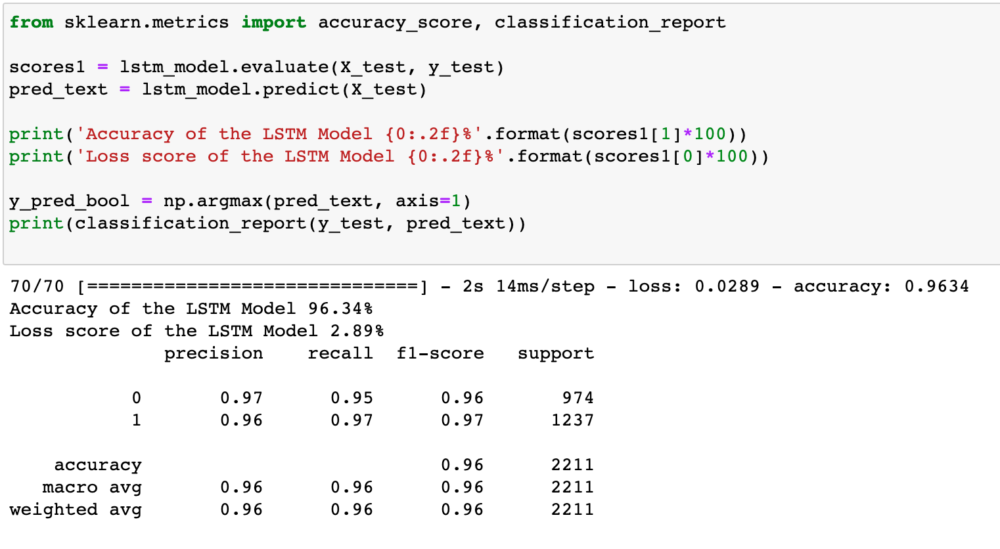 from sklearn.metrics import accuracy_score, classification_report
scores1 = lstm_model.evaluate(X_test, y_test)
pred_text = lstm_model.predict(X_test)
print('Accuracy of the LSTM Model {0:.2f}%'.format(scores1[1]*100))
print('Loss score of the LSTM Model {0:.2f}%'.format(scores1[0]*100))
y_pred_bool = np.argmax(pred_text, axis=1)
print(classification_report(y_test, pred_text))
70/70 [==============================] - 2s 14ms/step - loss: 0.0289 - accuracy: 0.9634
Accuracy of the LSTM Model 96.34%
Loss score of the LSTM Model 2.89%
precision recall f1-score support
0 0.97 0.95 0.96 974
1 0.96 0.97 0.97 1237
accuracy 0.96 2211
macro avg 0.96 0.96 0.96 2211
weighted avg 0.96 0.96 0.96 2211